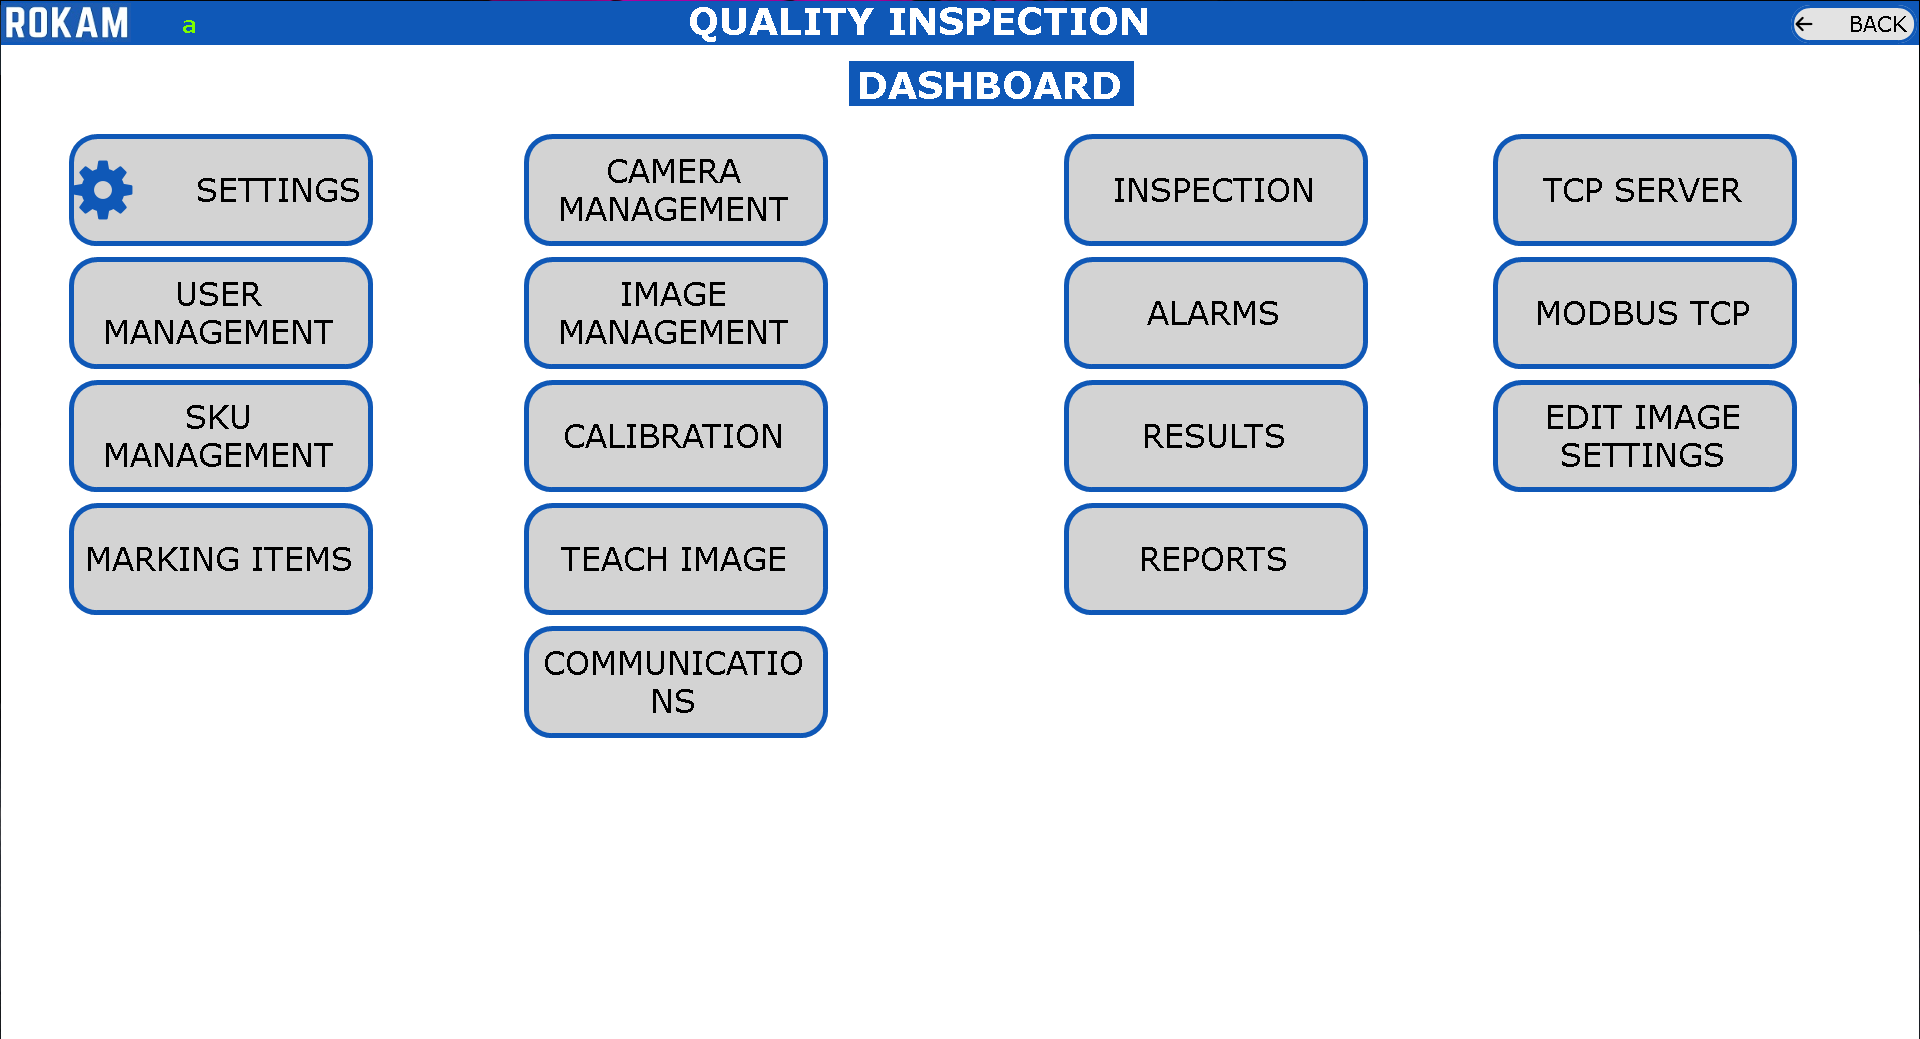 ROKAM
a
QUALITY INSPECTION
BACK
DASHBOARD
SETTINGS
USER
MANAGEMENT
SKU
MANAGEMENT
MARKING ITEMS
CAMERA
MANAGEMENT
IMAGE
MANAGEMENT
CALIBRATION
TEACH IMAGE
COMMUNICATIO
NS
INSPECTION
ALARMS
RESULTS
REPORTS
TCP SERVER
MODBUS TCP
EDIT IMAGE
SETTINGS